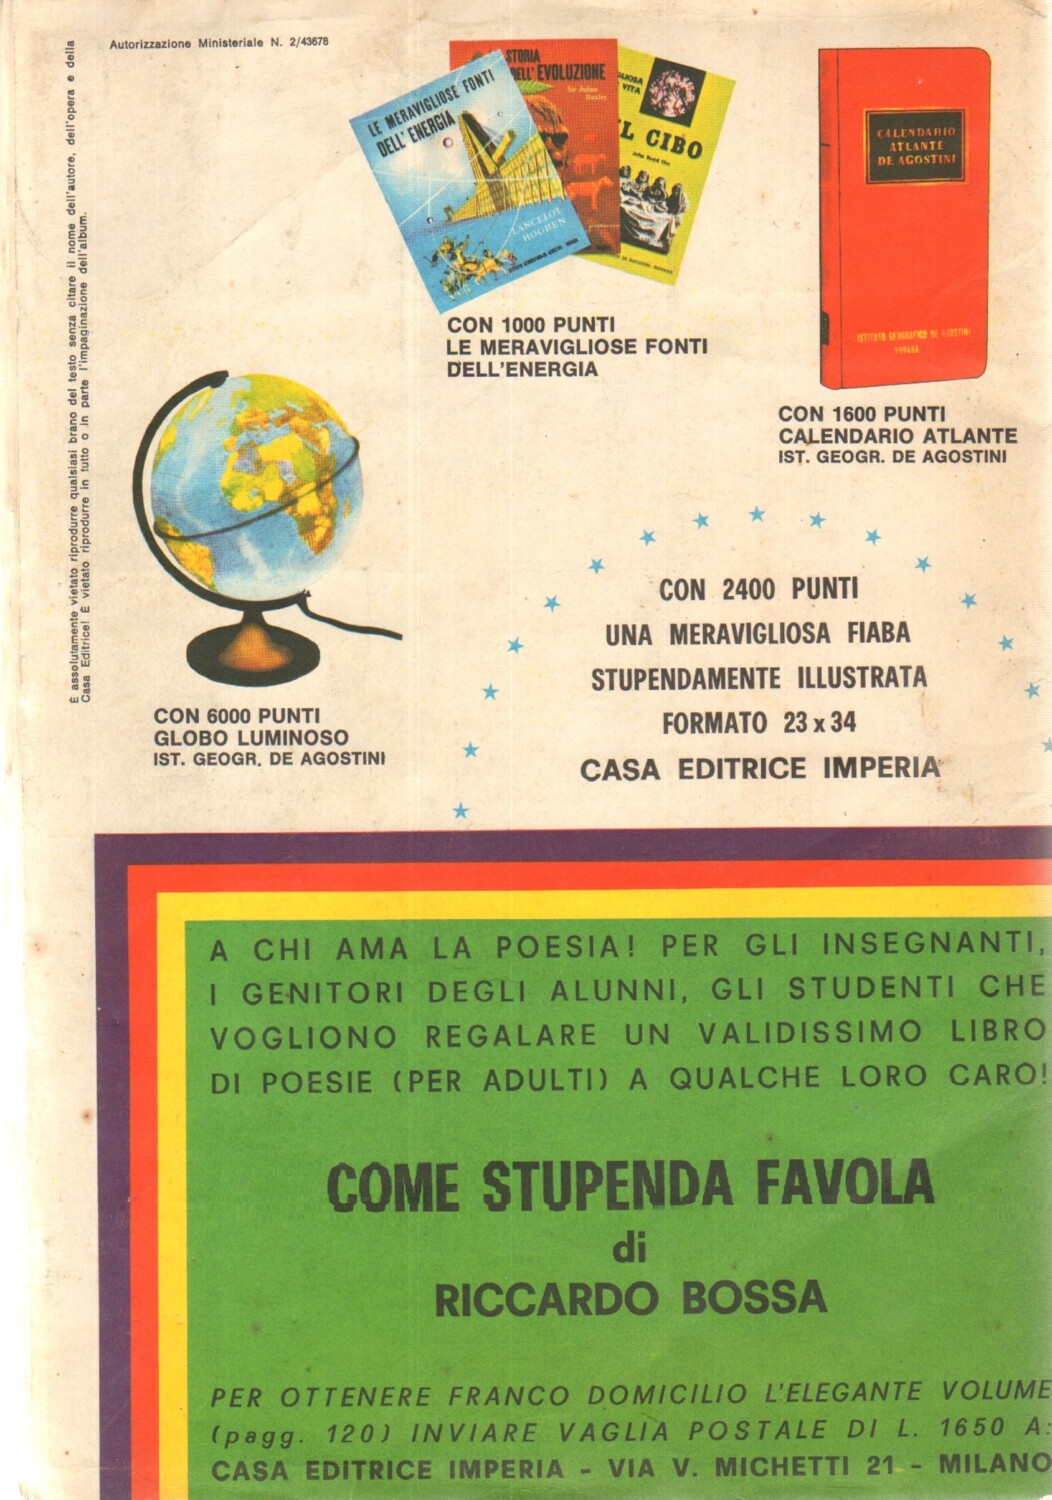 Autorizzazione Ministeriale N. 2/43678
È assolutamente vietato riprodurre qualsiasi brano del testo senza citare il nome dell'autore, dell'opera e della
Casa Editrice! È vietato riprodurre in tutto o in parte l'impaginazione dell'album.
LE MERAVIGLIOSE FONTI
DELL'ENERGIA
LANCELOT
HOGBEN
STORIA
DELL'EVOLUZIONE
Sir Julian
Huxley
VITA
IL CIBO
John Boyd Orr
CALENDARIO
ATLANTE
DE AGOSTINI
ISTITUTO GEOGRAFICO DE AGOSTINI
NOVARA
CON 1000 PUNTI
LE MERAVIGLIOSE FONTI
DELL'ENERGIA
CON 1600 PUNTI
CALENDARIO ATLANTE
IST. GEOGR. DE AGOSTINI
CON 6000 PUNTI
GLOBO LUMINOSO
IST. GEOGR. DE AGOSTINI
CON 2400 PUNTI
UNA MERAVIGLIOSA FIABA
STUPENDAMENTE ILLUSTRATA
FORMATO 23 x 34
CASA EDITRICE IMPERIA
A CHI AMA LA POESIA! PER GLI INSEGNANTI,
I GENITORI DEGLI ALUNNI, GLI STUDENTI CHE
VOGLIONO REGALARE UN VALIDISSIMO LIBRO
DI POESIE (PER ADULTI) A QUALCHE LORO CARO!
COME STUPENDA FAVOLA
di
RICCARDO BOSSA
PER OTTENERE FRANCO DOMICILIO L'ELEGANTE VOLUME
(pagg. 120) INVIARE VAGLIA POSTALE DI L. 1650 A:
CASA EDITRICE IMPERIA - VIA V. MICHETTI 21 - MILANO